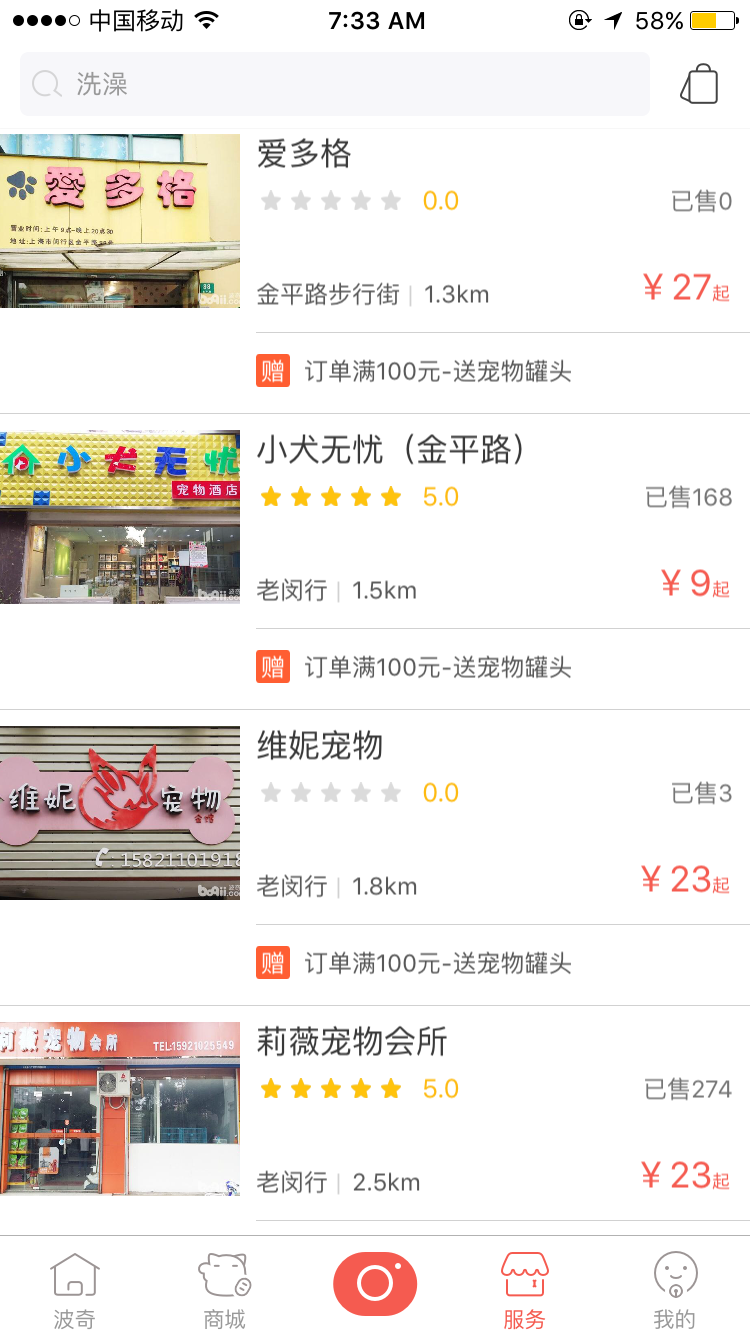 中国移动
7:33 AM
58%
洗澡
爱多格
0.0
已售0
金平路步行街 | 1.3km
¥ 27起
赠 订单满100元-送宠物罐头
愛多格
营业时间:上午9点-晚上20点30
地址:上海市闵行区金平路
88
小犬无忧（金平路）
5.0
已售168
老闵行 | 1.5km
¥ 9起
赠 订单满100元-送宠物罐头
小犬无忧
宠物酒店
维妮宠物
0.0
已售3
老闵行 | 1.8km
¥ 23起
赠 订单满100元-送宠物罐头
维妮 宠物
会馆
15821101918
莉薇宠物会所
5.0
已售274
老闵行 | 2.5km
¥ 23起
莉薇宠物会所
TEL:15921025549
波奇
商城
服务
我的